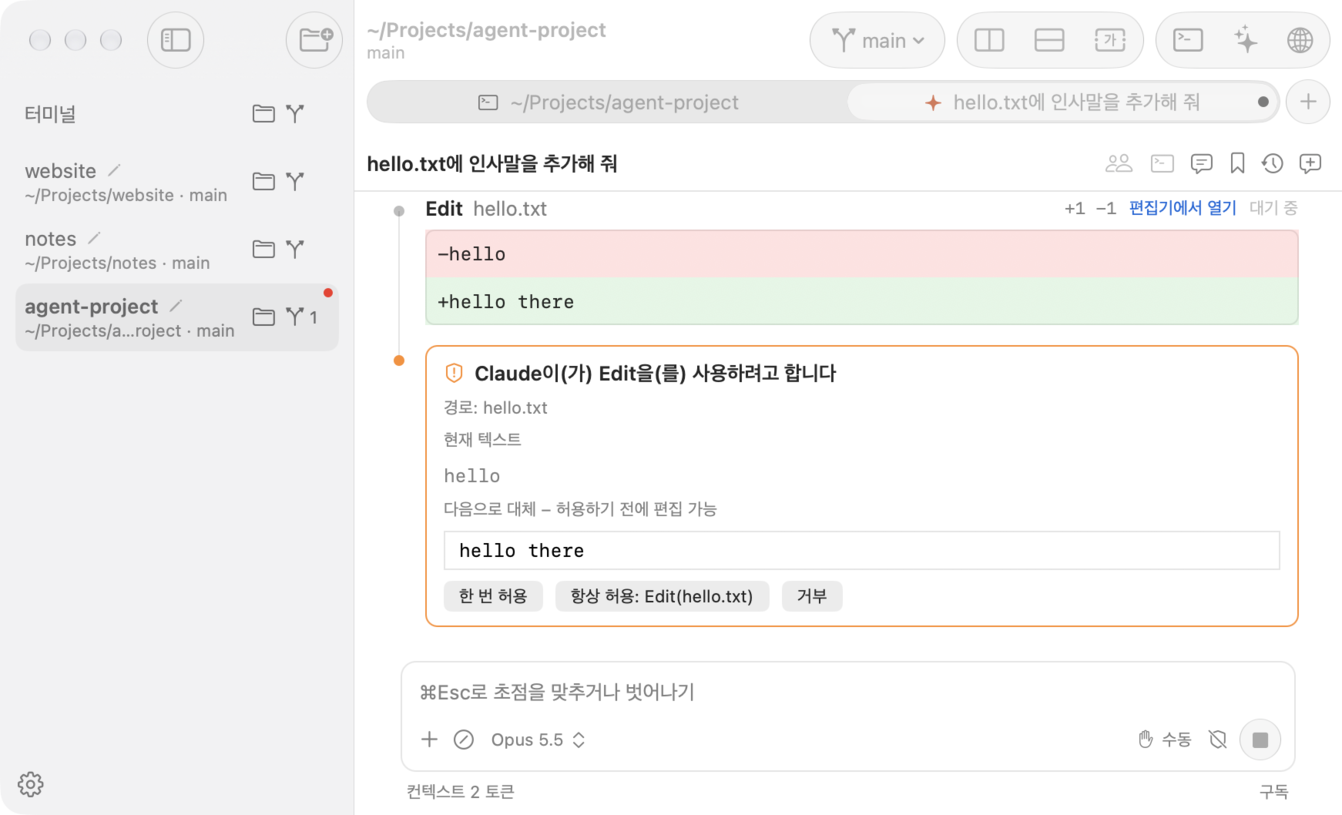 ~/Projects/agent-project
main
main
터미널
~/Projects/agent-project
hello.txt에 인사말을 추가해 줘
website
~/Projects/website · main
notes
~/Projects/notes · main
agent-project
~/Projects/a...roject · main
1
hello.txt에 인사말을 추가해 줘
Edit hello.txt
+1 −1 편집기에서 열기 대기 중
−hello
+hello there
Claude이(가) Edit을(를) 사용하려고 합니다
경로: hello.txt
현재 텍스트
hello
다음으로 대체 – 허용하기 전에 편집 가능
hello there
한 번 허용
항상 허용: Edit(hello.txt)
거부
⌘Esc로 초점을 맞추거나 벗어나기
Opus 5.5
수동
컨텍스트 2 토큰
구독
가